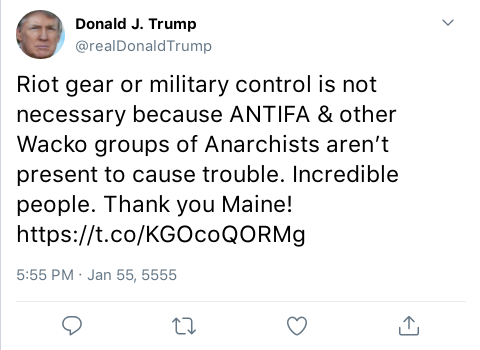 Donald J. Trump
@realDonaldTrump
Riot gear or military control is not
necessary because ANTIFA & other
Wacko groups of Anarchists aren’t
present to cause trouble. Incredible
people. Thank you Maine!
https://t.co/KGOcoQORMg
5:55 PM · Jan 55, 5555